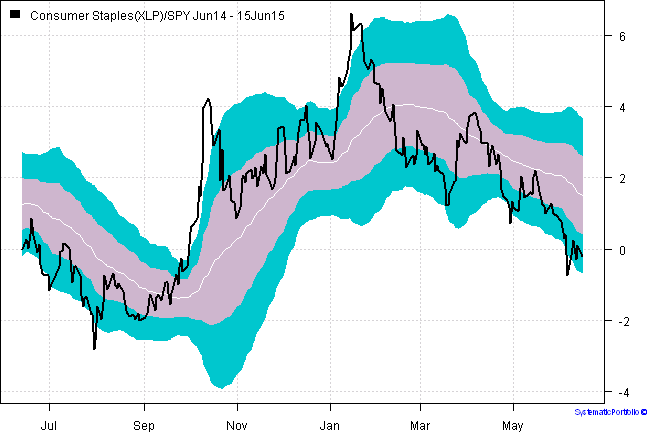 Consumer Staples(XLP)/SPY Jun14 - 15Jun15
6
4
2
0
-2
-4
Jul Sep Nov Jan Mar May
SystematicPortfolio ©